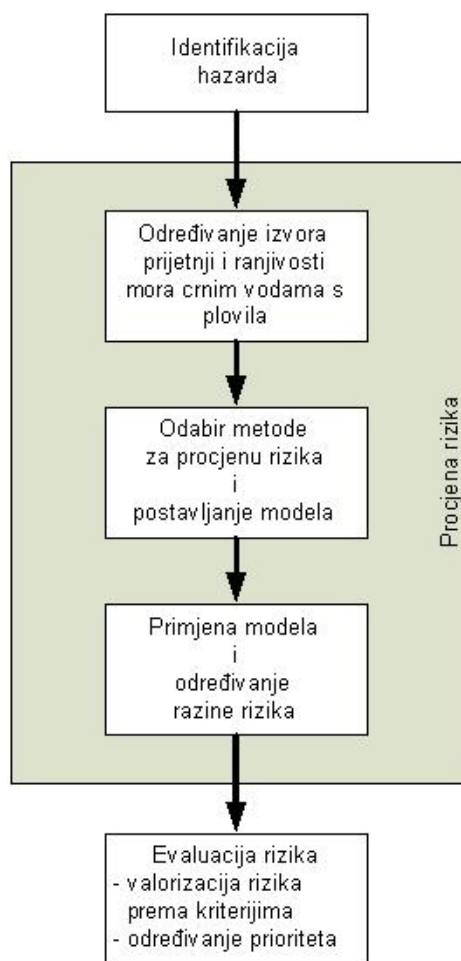 Identifikacija
hazarda
Određivanje izvora
prijetnji i ranjivosti
mora crnim vodama s
plovila
Odabir metode
za procjenu rizika
i
postavljanje modela
Primjena modela
i
određivanje
razine rizika
Procjena rizika
Evaluacija rizika
- valorizacija rizika
prema kriterijima
- određivanje prioriteta